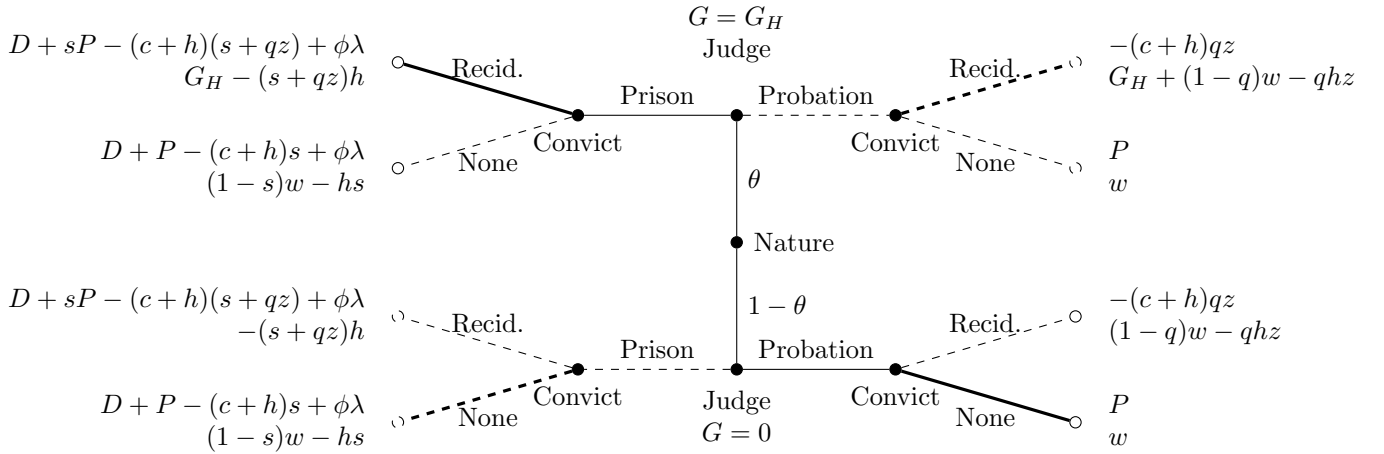 G = G_H
Judge
D + sP − (c + h)(s + qz) + ϕλ
G_H − (s + qz)h
Recid.
Prison
Probation
Recid.
−(c + h)qz
G_H + (1 − q)w − qhz
D + P − (c + h)s + ϕλ
(1 − s)w − hs
None
Convict
Convict
None
P
w
θ
Nature
1 − θ
D + sP − (c + h)(s + qz) + ϕλ
−(s + qz)h
Recid.
Prison
Probation
Recid.
−(c + h)qz
(1 − q)w − qhz
D + P − (c + h)s + ϕλ
(1 − s)w − hs
None
Convict
Judge
G = 0
Convict
None
P
w